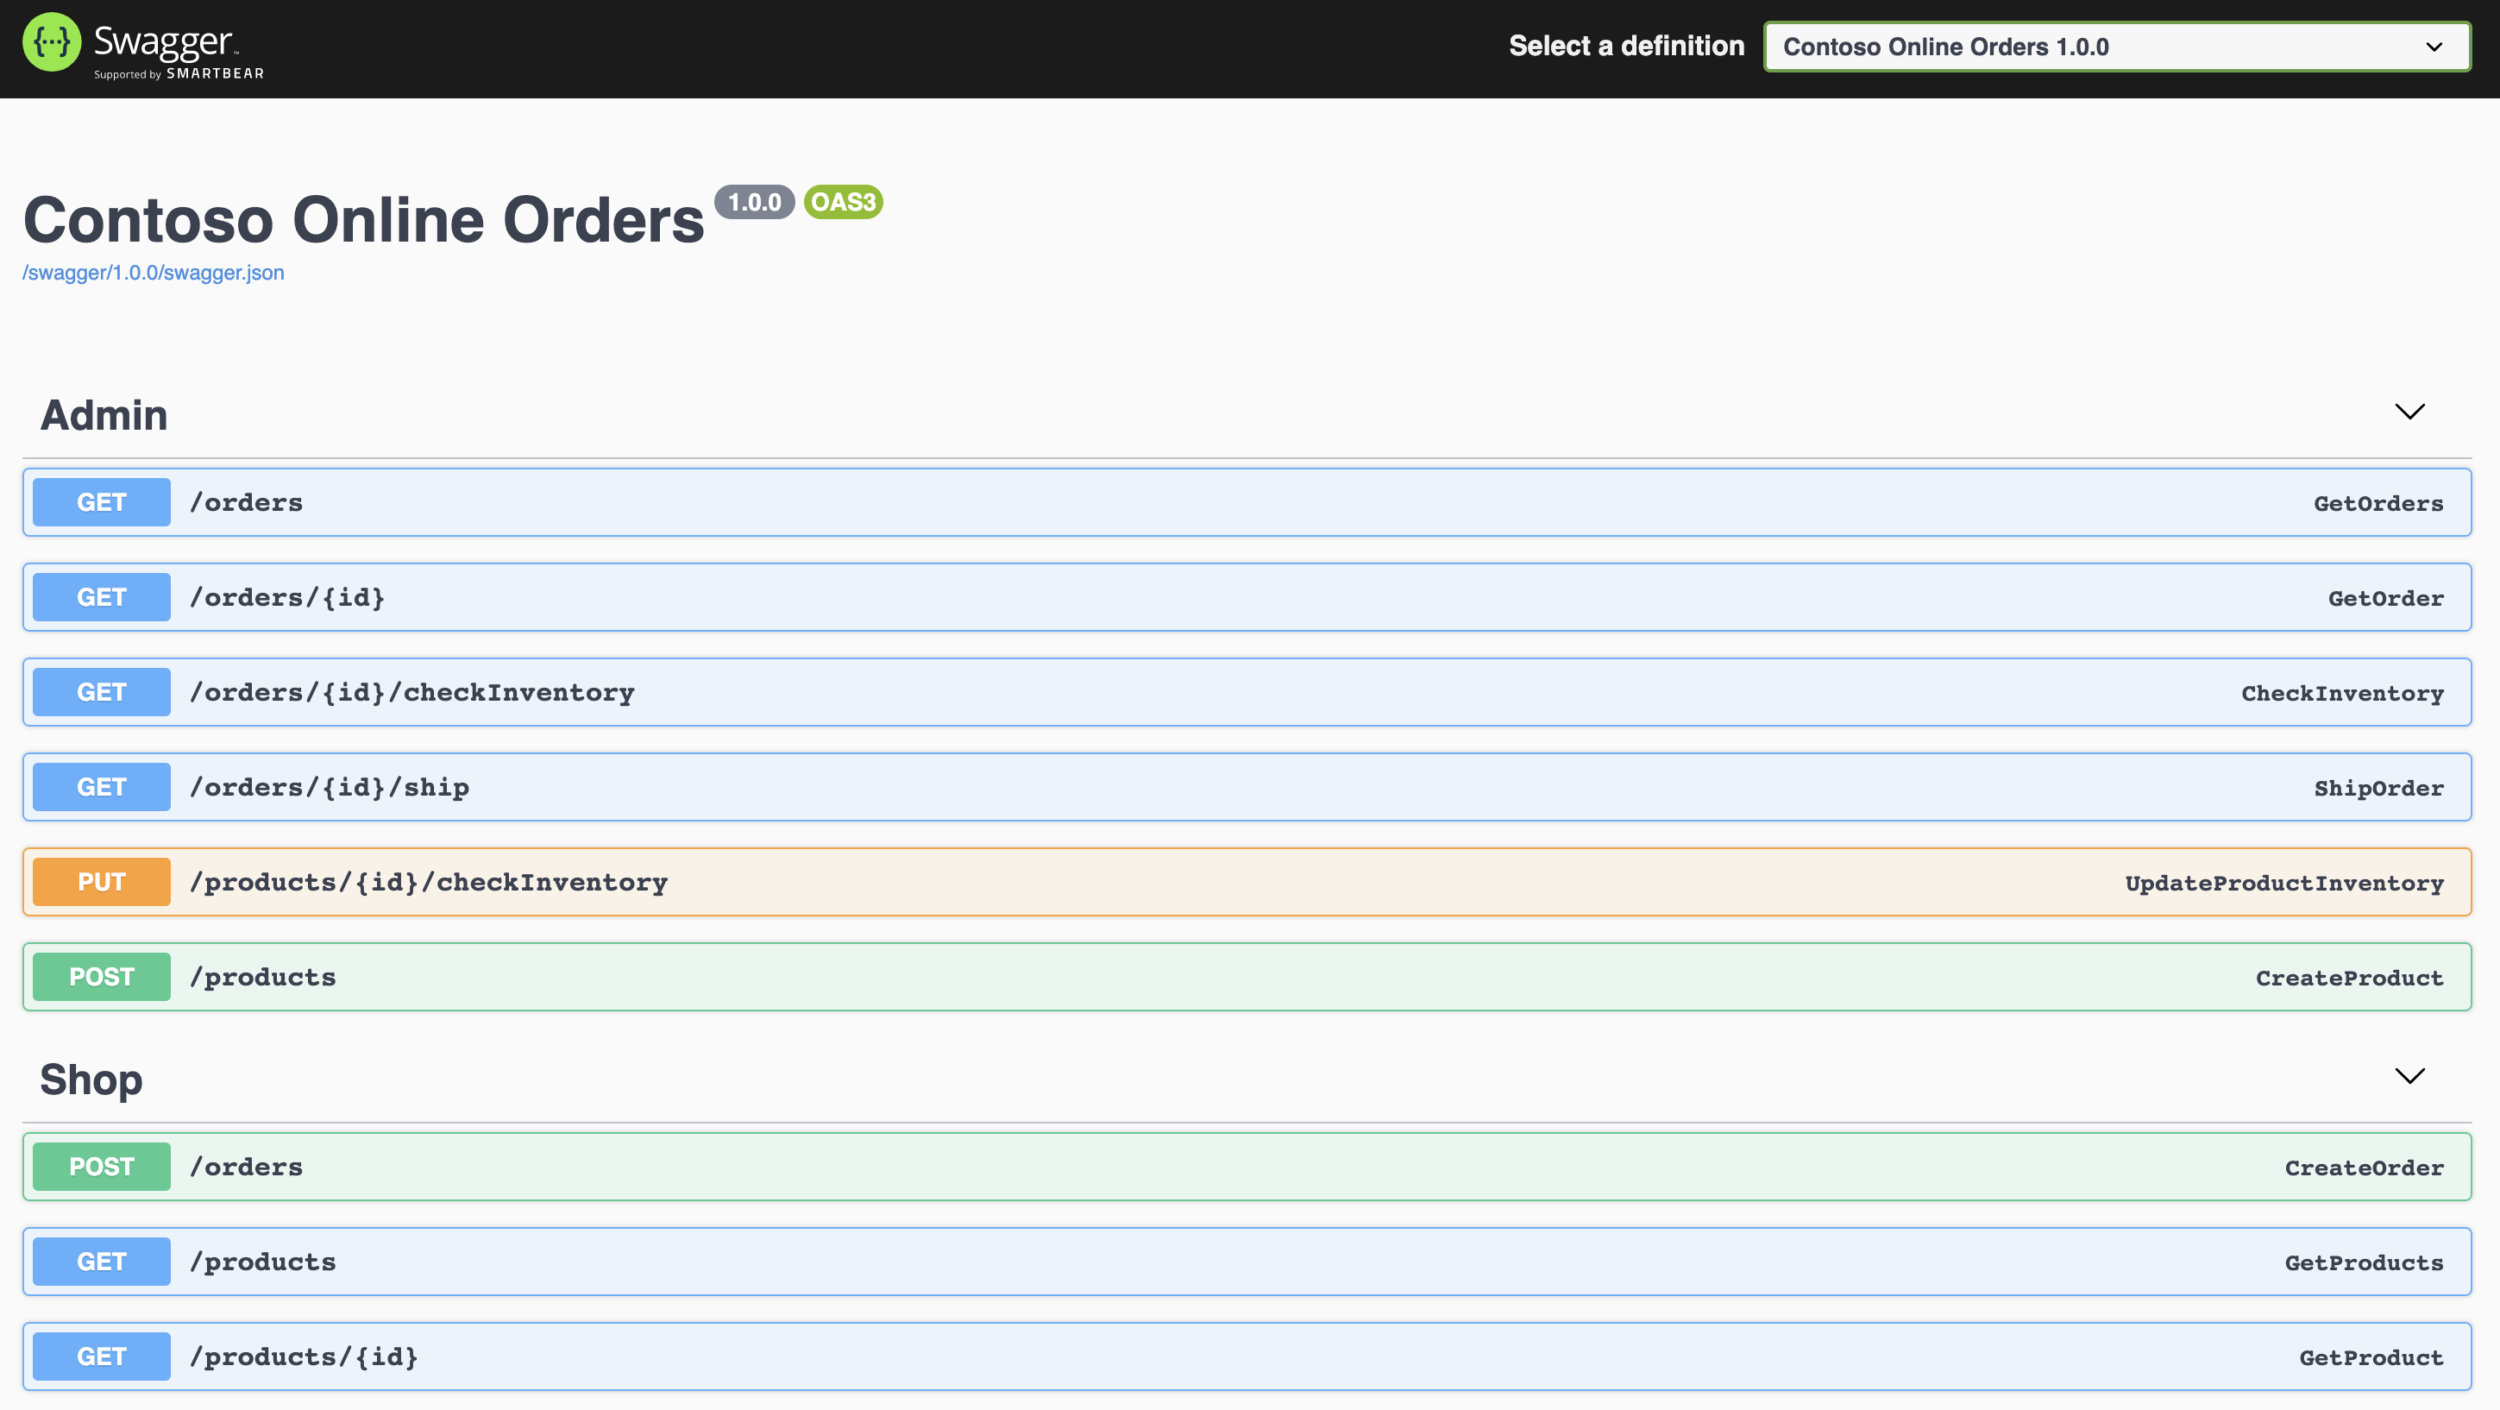 {...} Swagger™
Supported by SMARTBEAR
Select a definition
Contoso Online Orders 1.0.0
Contoso Online Orders 1.0.0 OAS3
/swagger/1.0.0/swagger.json
Admin
GET /orders GetOrders
GET /orders/{id} GetOrder
GET /orders/{id}/checkInventory CheckInventory
GET /orders/{id}/ship ShipOrder
PUT /products/{id}/checkInventory UpdateProductInventory
POST /products CreateProduct
Shop
POST /orders CreateOrder
GET /products GetProducts
GET /products/{id} GetProduct